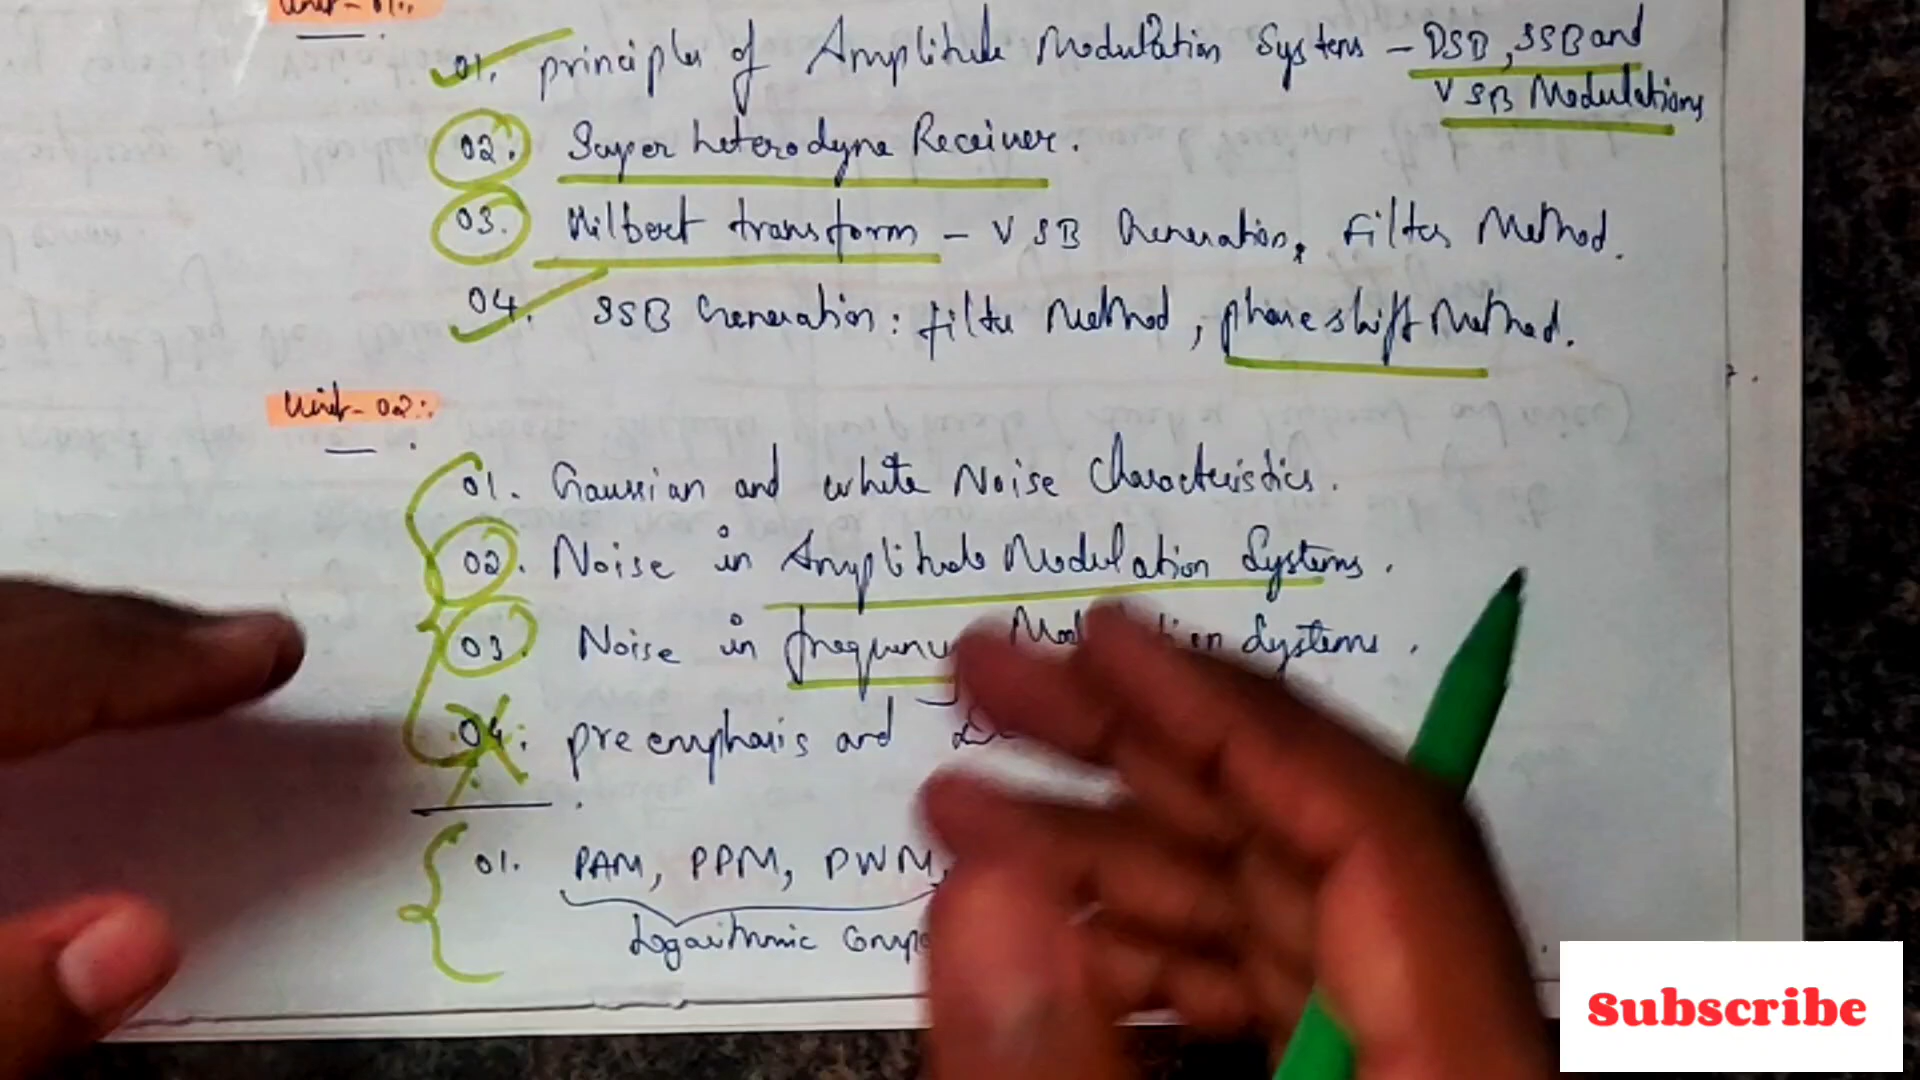 Unit-01:
01. principles of Amplitude Modulation Systems - DSB, SSB and
VSB Modulations
02. Super heterodyne Receiver.
03. Hilbert transform - VSB Generation, Filter Method.
04. SSB Generation: filter Method, phase shift Method.
Unit-02:
01. Gaussian and white Noise Characteristics.
02. Noise in Amplitude Modulation Systems.
03. Noise in frequency Modulation Systems.
04. pre emphasis and
01. PAM, PPM, PWM,
Logarithmic
Subscribe